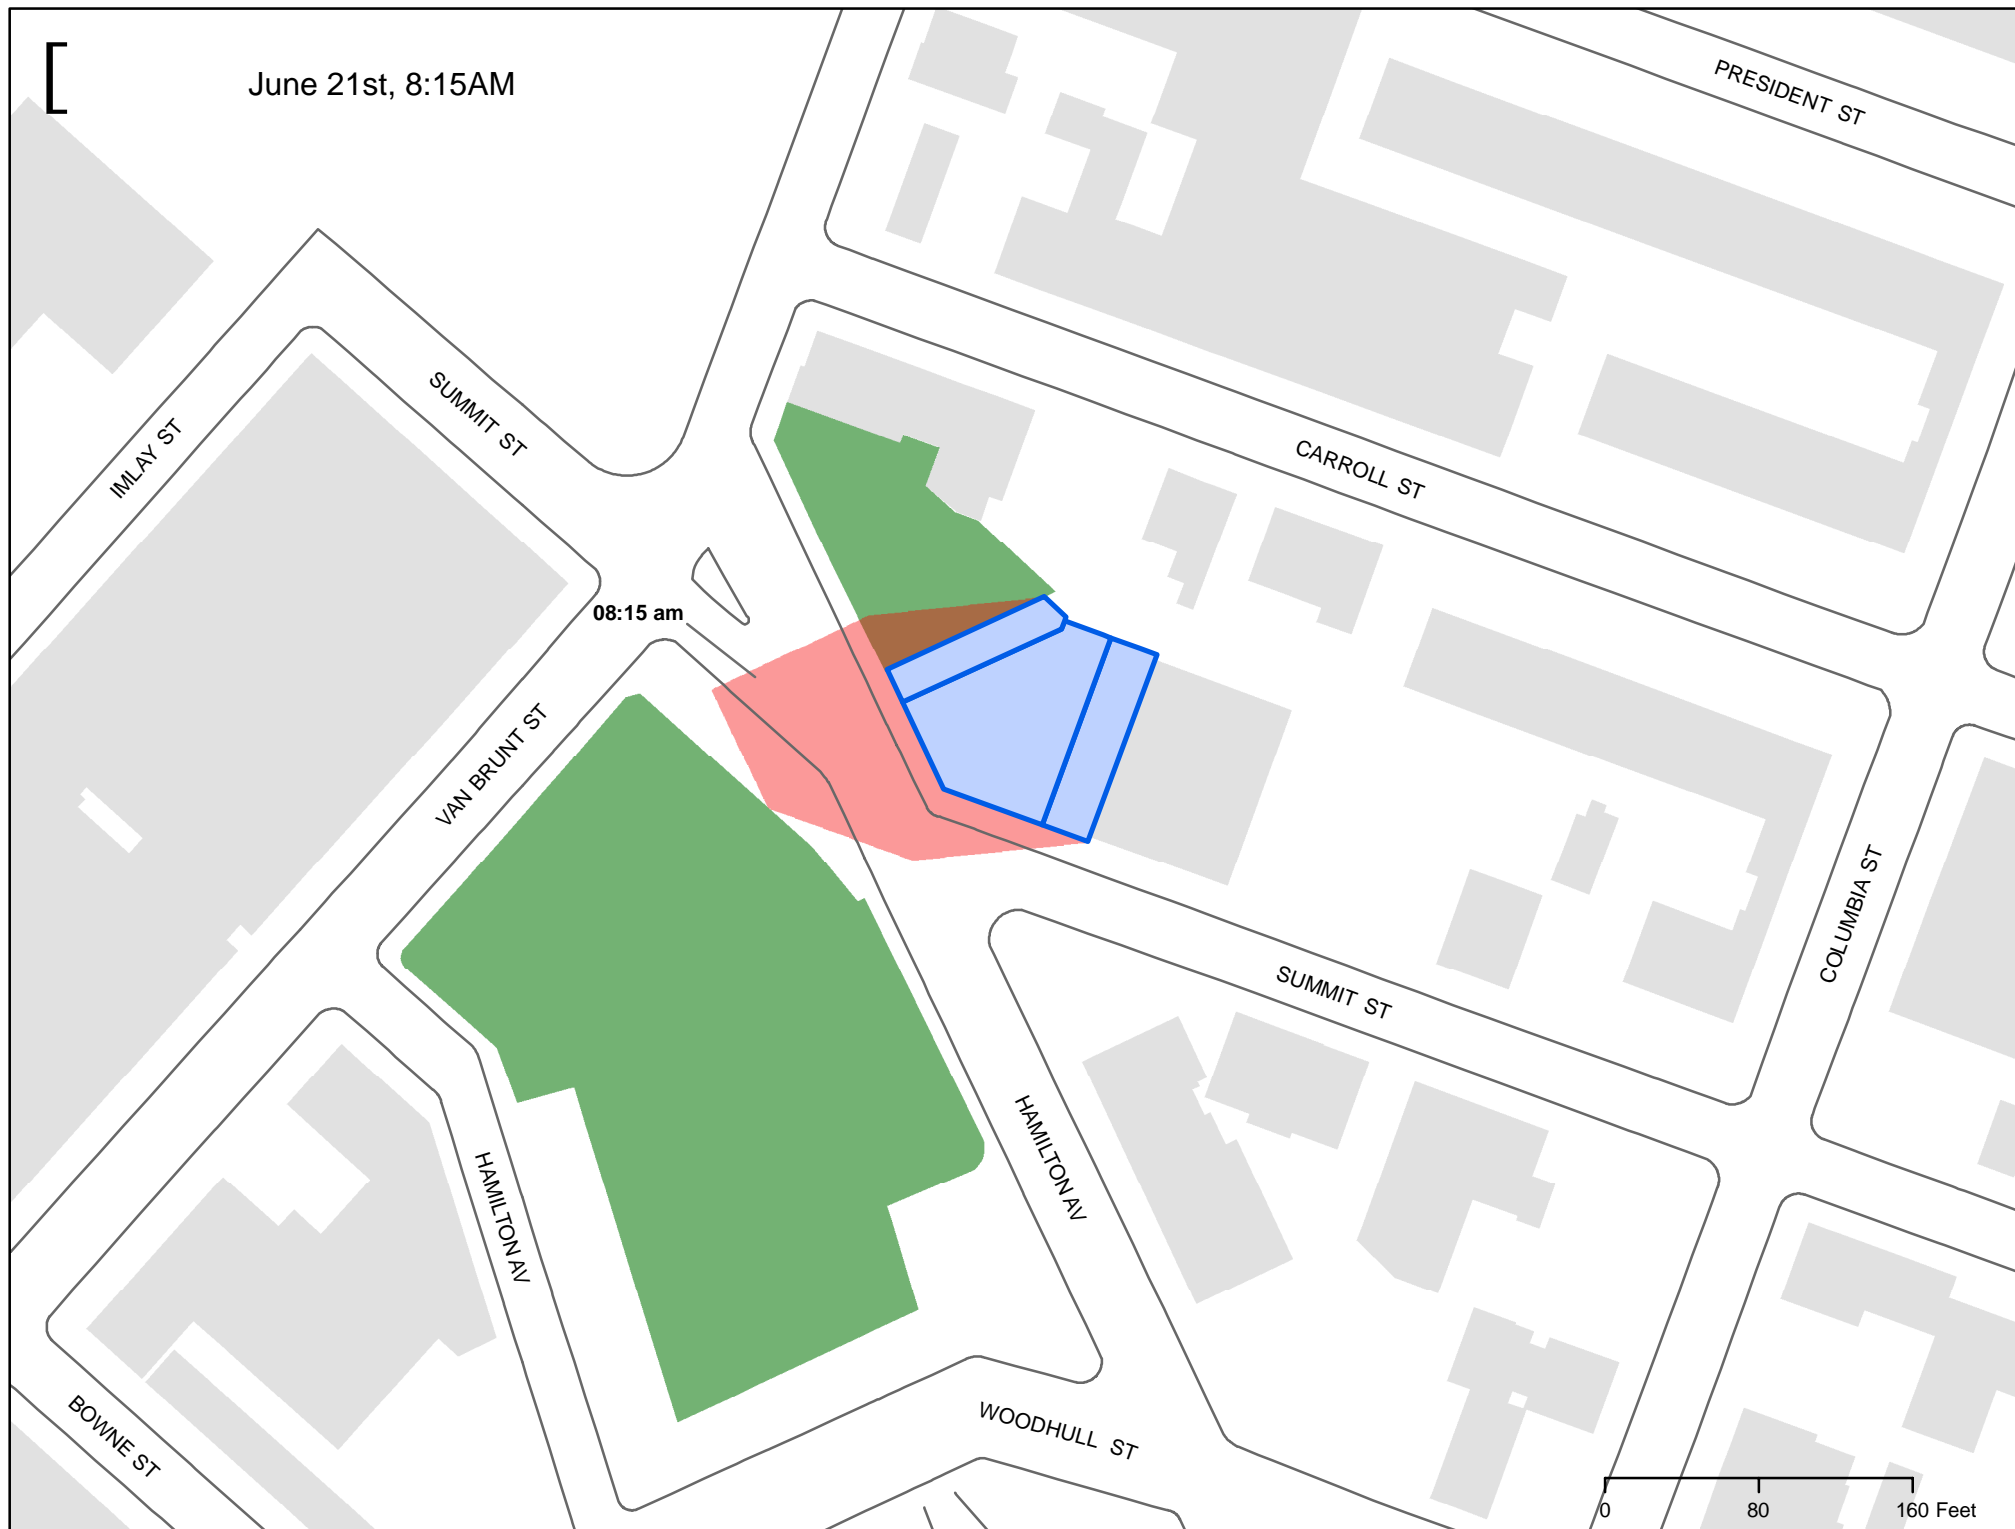 [
June 21st, 8:15AM
PRESIDENT ST
SUMMIT ST
IMLAY ST
CARROLL ST
08:15 am
VAN BRUNT ST
COLUMBIA ST
SUMMIT ST
HAMILTON AV
HAMILTON AV
WOODHULL ST
BOWNE ST
0 80 160 Feet